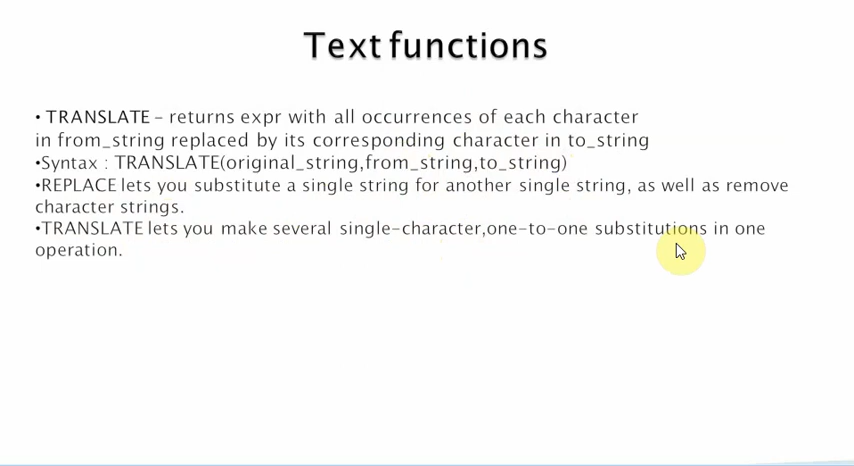 Text functions
• TRANSLATE – returns expr with all occurrences of each character
in from_string replaced by its corresponding character in to_string
•Syntax : TRANSLATE(original_string,from_string,to_string)
•REPLACE lets you substitute a single string for another single string, as well as remove
character strings.
•TRANSLATE lets you make several single-character,one-to-one substitutions in one
operation.